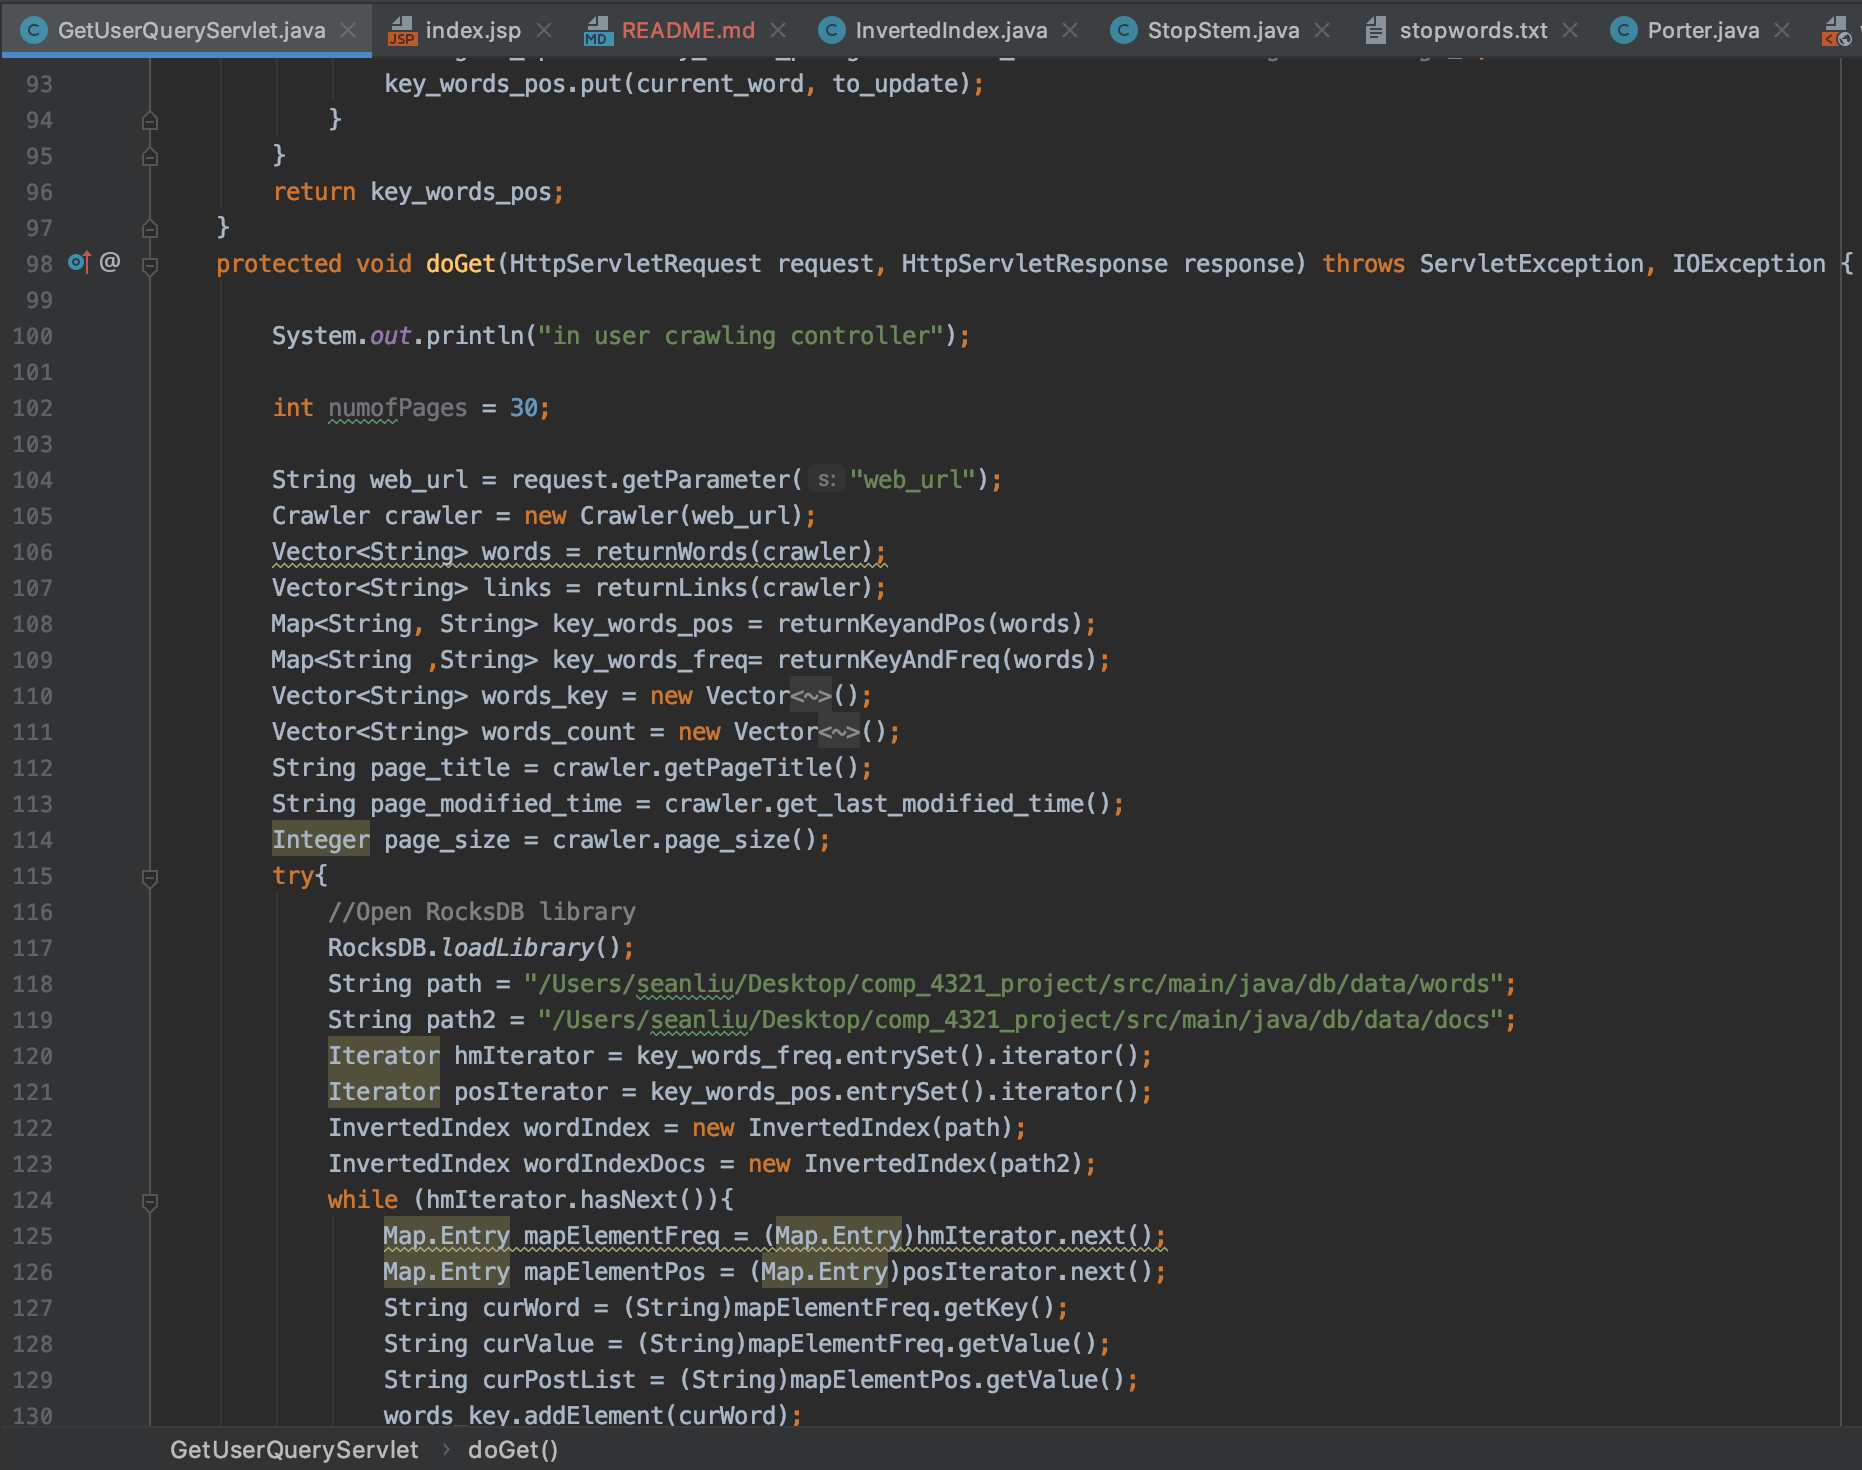 GetUserQueryServlet.java index.jsp README.md InvertedIndex.java StopStem.java stopwords.txt Porter.java
93 key_words_pos.put(current_word, to_update);
94 }
95 }
96 return key_words_pos;
97 }
98 @ protected void doGet(HttpServletRequest request, HttpServletResponse response) throws ServletException, IOException {
99
100 System.out.println("in user crawling controller");
101
102 int numofPages = 30;
103
104 String web_url = request.getParameter( s: "web_url");
105 Crawler crawler = new Crawler(web_url);
106 Vector<String> words = returnWords(crawler);
107 Vector<String> links = returnLinks(crawler);
108 Map<String, String> key_words_pos = returnKeyandPos(words);
109 Map<String ,String> key_words_freq= returnKeyAndFreq(words);
110 Vector<String> words_key = new Vector<~>();
111 Vector<String> words_count = new Vector<~>();
112 String page_title = crawler.getPageTitle();
113 String page_modified_time = crawler.get_last_modified_time();
114 Integer page_size = crawler.page_size();
115 try{
116 //Open RocksDB library
117 RocksDB.loadLibrary();
118 String path = "/Users/seanliu/Desktop/comp_4321_project/src/main/java/db/data/words";
119 String path2 = "/Users/seanliu/Desktop/comp_4321_project/src/main/java/db/data/docs";
120 Iterator hmIterator = key_words_freq.entrySet().iterator();
121 Iterator posIterator = key_words_pos.entrySet().iterator();
122 InvertedIndex wordIndex = new InvertedIndex(path);
123 InvertedIndex wordIndexDocs = new InvertedIndex(path2);
124 while (hmIterator.hasNext()){
125 Map.Entry mapElementFreq = (Map.Entry)hmIterator.next();
126 Map.Entry mapElementPos = (Map.Entry)posIterator.next();
127 String curWord = (String)mapElementFreq.getKey();
128 String curValue = (String)mapElementFreq.getValue();
129 String curPostList = (String)mapElementPos.getValue();
130 words_key.addElement(curWord);
GetUserQueryServlet › doGet()